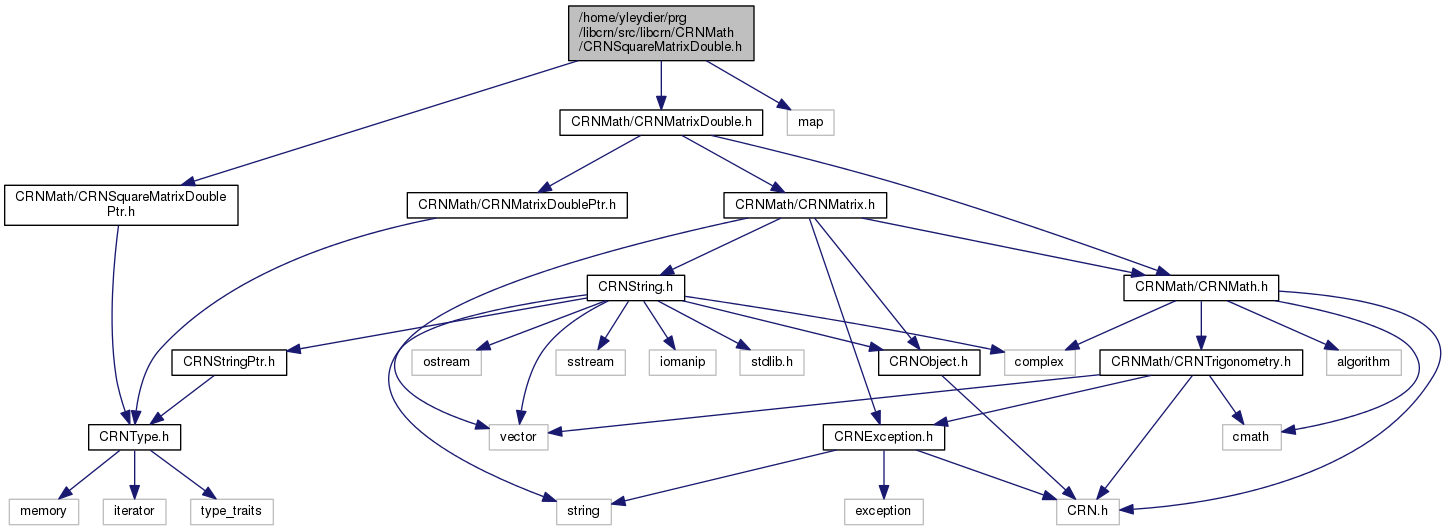 /home/yleydier/prg
/libcrn/src/libcrn/CRNMath
/CRNSquareMatrixDouble.h
CRNMath/CRNMatrixDouble.h
map
CRNMath/CRNSquareMatrixDouble
Ptr.h
CRNMath/CRNMatrixDoublePtr.h
CRNMath/CRNMatrix.h
CRNString.h
CRNMath/CRNMath.h
CRNStringPtr.h
ostream
sstream
iomanip
stdlib.h
CRNObject.h
complex
CRNMath/CRNTrigonometry.h
algorithm
CRNType.h
vector
CRNException.h
cmath
memory
iterator
type_traits
string
exception
CRN.h